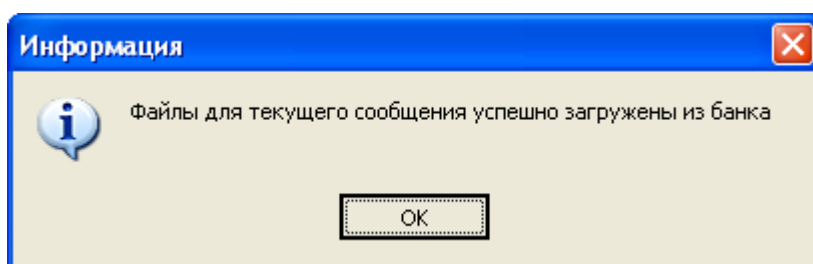 Информация
Файлы для текущего сообщения успешно загружены из банка
OK